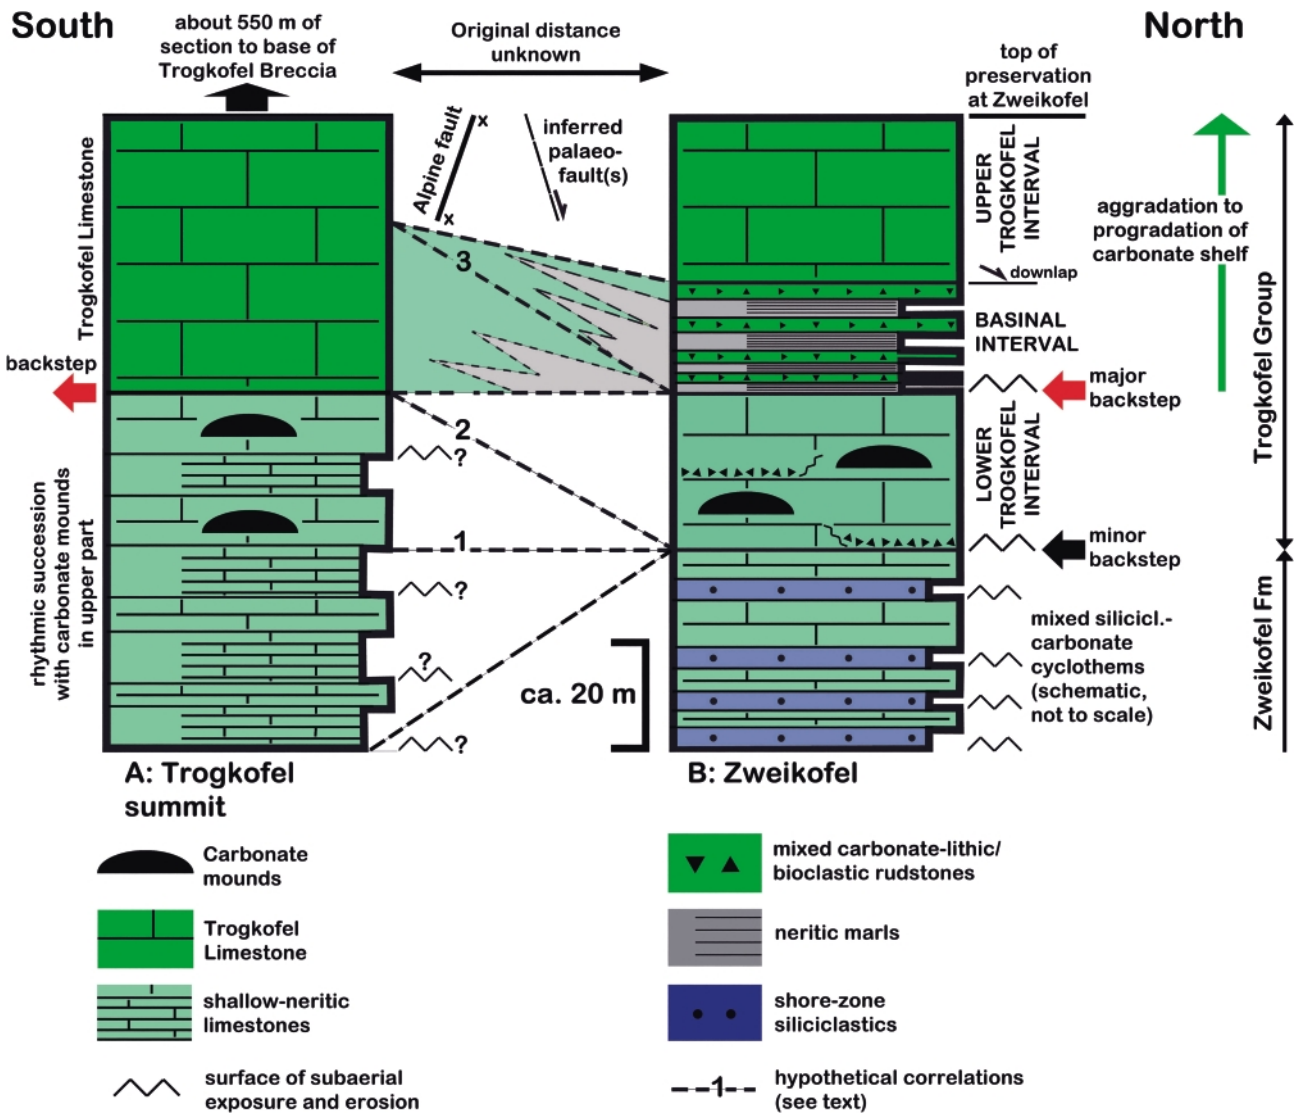 South
about 550 m of
section to base of
Trogkofel Breccia
Original distance
unknown
North
top of
preservation
at Zweikofel
Alpine fault
x
x
inferred
palaeo-
fault(s)
Trogkofel Limestone
backstep
rhythmic succession
with carbonate mounds
in upper part
3
2
1
?
?
?
?
ca. 20 m
UPPER
TROGKOFEL
INTERVAL
downlap
BASINAL
INTERVAL
LOWER
TROGKOFEL
INTERVAL
aggradation to
progradation of
carbonate shelf
major
backstep
minor
backstep
mixed silicicl.-
carbonate
cyclothems
(schematic,
not to scale)
Trogkofel Group
Zweikofel Fm
A: Trogkofel
summit
B: Zweikofel
Carbonate
mounds
Trogkofel
Limestone
shallow-neritic
limestones
surface of subaerial
exposure and erosion
mixed carbonate-lithic/
bioclastic rudstones
neritic marls
shore-zone
siliciclastics
1
hypothetical correlations
(see text)